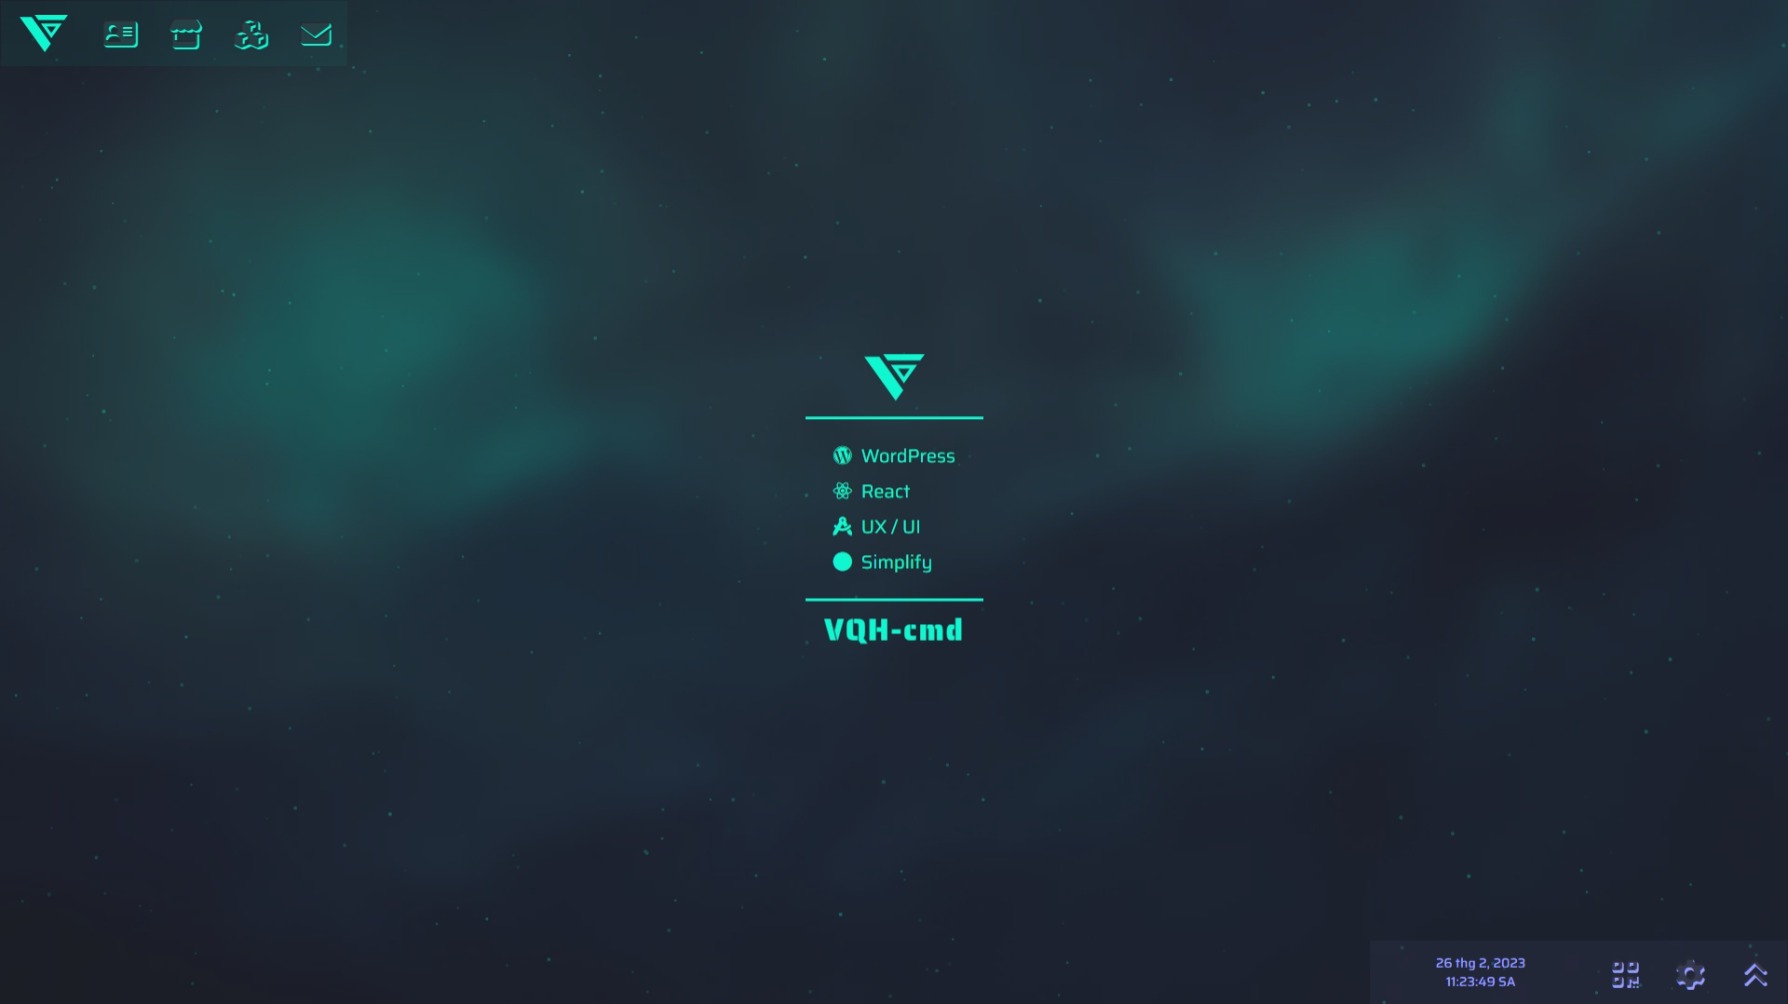 WordPress
React
UX / UI
Simplify
VQH-cmd
26 thg 2, 2023
11:23:49 SA